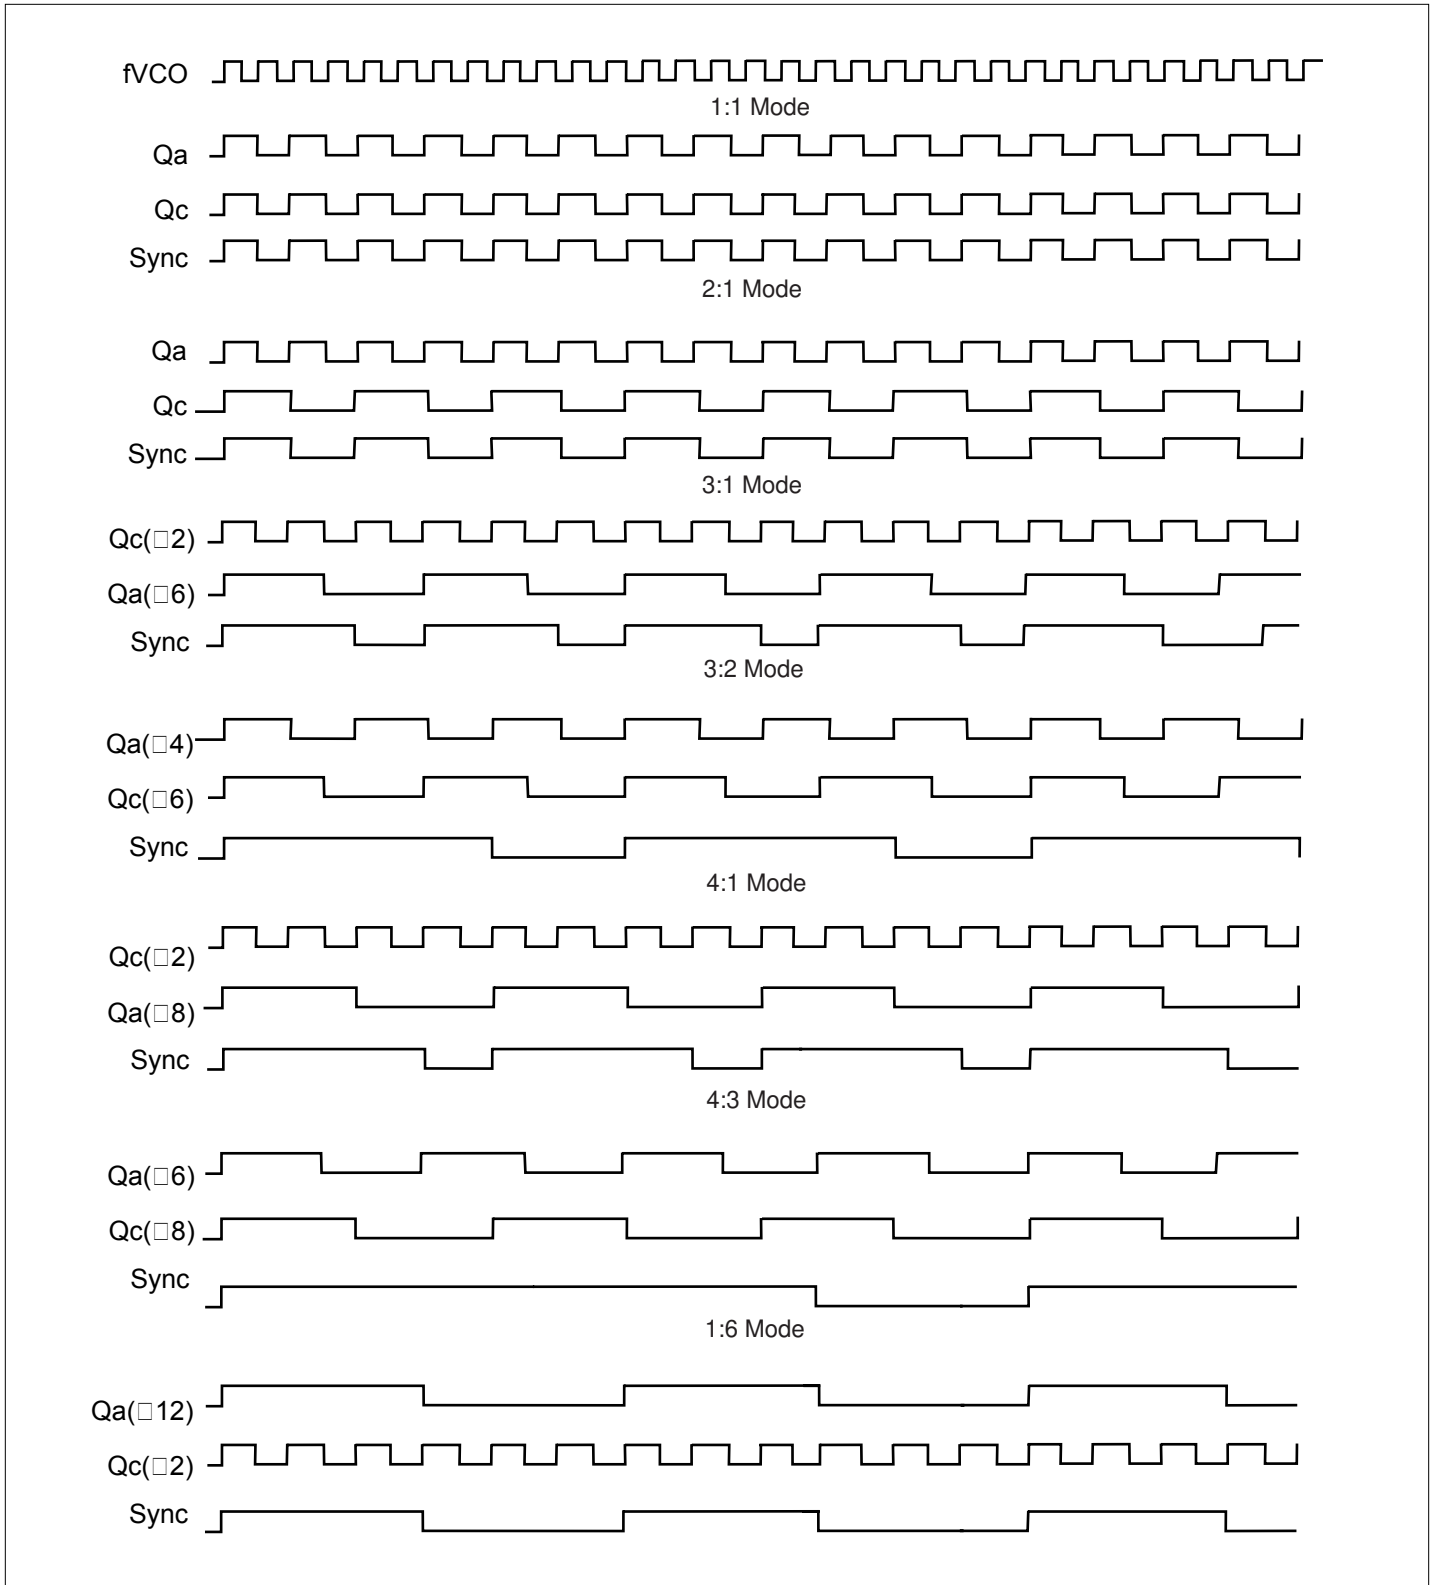 fVCO
1:1 Mode
Qa
Qc
Sync
2:1 Mode
Qa
Qc
Sync
3:1 Mode
Qc(□2)
Qa(□6)
Sync
3:2 Mode
Qa(□4)
Qc(□6)
Sync
4:1 Mode
Qc(□2)
Qa(□8)
Sync
4:3 Mode
Qa(□6)
Qc(□8)
Sync
1:6 Mode
Qa(□12)
Qc(□2)
Sync